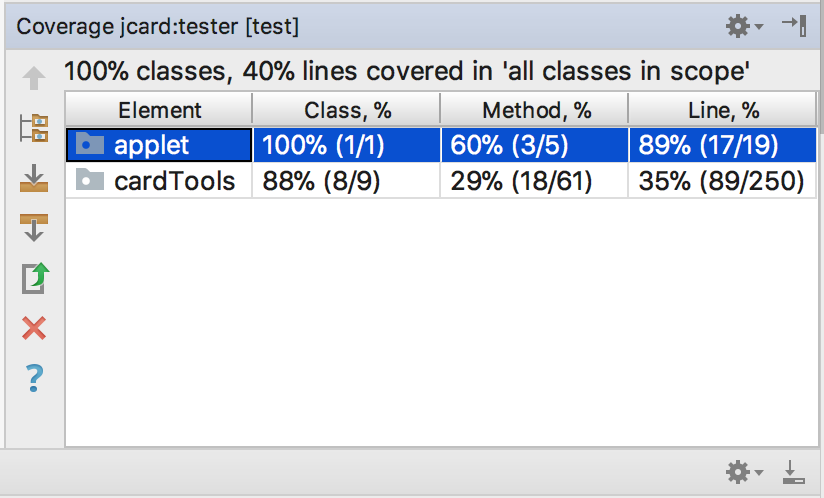 Coverage jcard:tester [test]
100% classes, 40% lines covered in 'all classes in scope'
Element Class, % Method, % Line, %
applet 100% (1/1) 60% (3/5) 89% (17/19)
cardTools 88% (8/9) 29% (18/61) 35% (89/250)
?